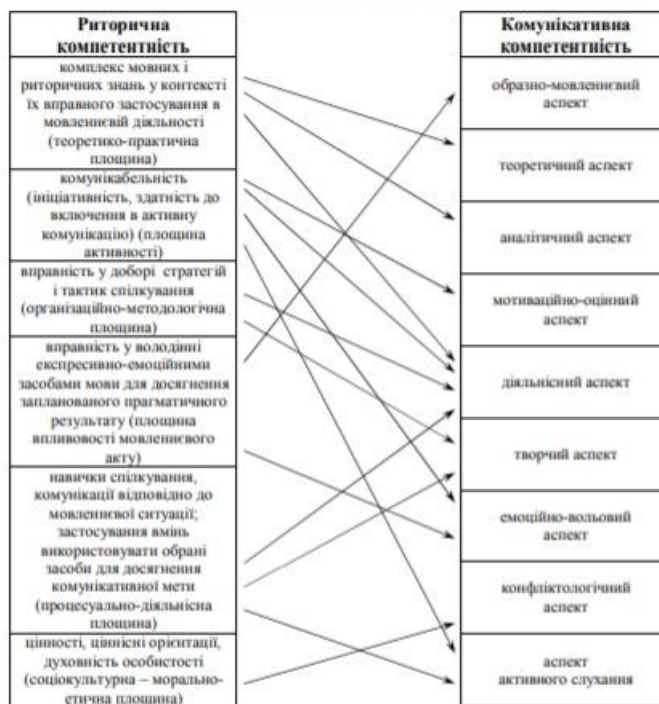 Риторична
компетентність
комплекс мовних і
риторичних знань у контексті
їх вправного застосування в
мовленнєвій діяльності
(теоретико-практична
площина)
комунікабельність
(ініціативність, здатність до
включення в активну
комунікацію) (площина
активності)
вправність у доборі стратегій
і тактик спілкування
(організаційно-методологічна
площина)
вправність у володінні
експресивно-емоційними
засобами мови для досягнення
запланованого прагматичного
результату (площина
впливовості мовленнєвого
акту)
навички спілкування,
комунікації відповідно до
мовленнєвої ситуації;
застосування вмінь
використовувати обрані
засоби для досягнення
комунікативної мети
(процесуально-діяльнісна
площина)
цінності, ціннісні орієнтації,
духовність особистості
(соціокультурна – морально-
етична площина)
Комунікативна
компетентність
образно-мовленнєвий
аспект
теоретичний аспект
аналітичний аспект
мотиваційно-оцінний
аспект
діяльнісний аспект
творчий аспект
емоційно-вольовий
аспект
конфліктологічний
аспект
аспект
активного слухання